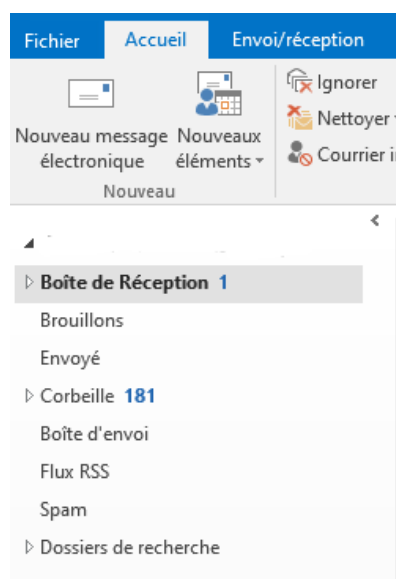 Fichier Accueil Envoi/réception
Ignorer
Nettoyer
Courrier i
Nouveau message Nouveaux
électronique éléments
Nouveau
Boîte de Réception 1
Brouillons
Envoyé
Corbeille 181
Boîte d'envoi
Flux RSS
Spam
Dossiers de recherche